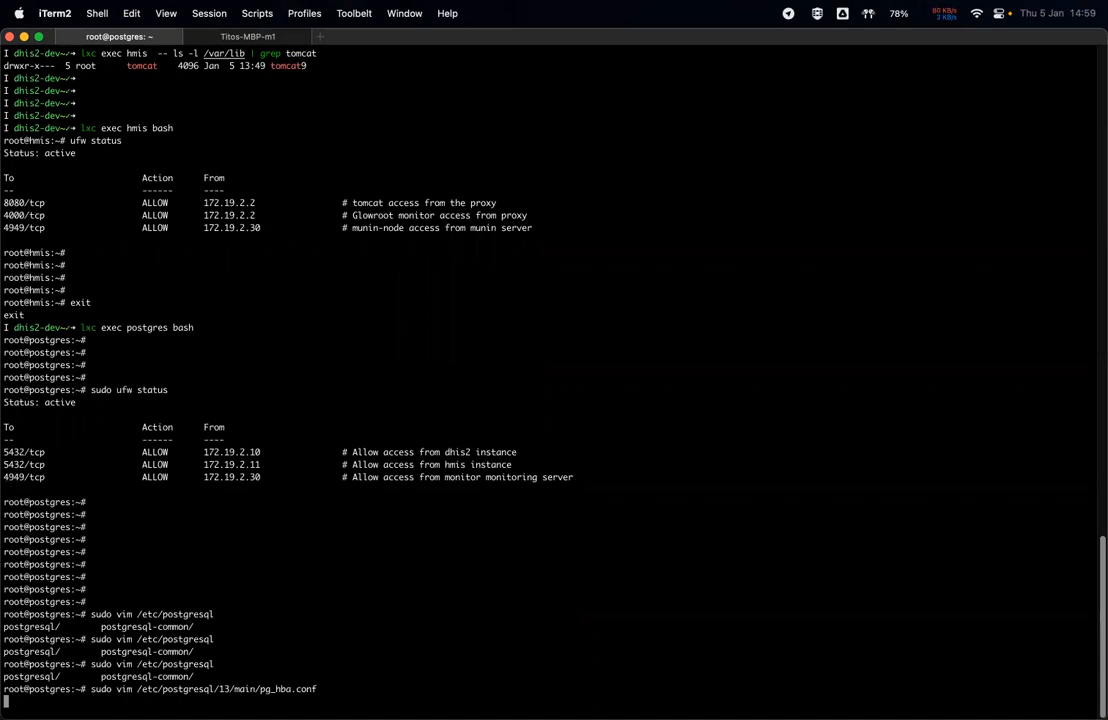 iTerm2 Shell Edit View Session Scripts Profiles Toolbelt Window Help 80 KB/s 3 KB/s 78% Thu 5 Jan 14:59
root@postgres: ~ Titos-MBP-m1
I dhis2-dev~✓➜ lxc exec hmis -- ls -l /var/lib | grep tomcat
drwxr-x--- 5 root tomcat 4096 Jan 5 13:49 tomcat9
I dhis2-dev~✓➜
I dhis2-dev~✓➜
I dhis2-dev~✓➜
I dhis2-dev~✓➜
I dhis2-dev~✓➜ lxc exec hmis bash
root@hmis:~# ufw status
Status: active
To Action From
-- ------ ----
8080/tcp ALLOW 172.19.2.2 # tomcat access from the proxy
4000/tcp ALLOW 172.19.2.2 # Glowroot monitor access from proxy
4949/tcp ALLOW 172.19.2.30 # munin-node access from munin server
root@hmis:~#
root@hmis:~#
root@hmis:~#
root@hmis:~#
root@hmis:~# exit
exit
I dhis2-dev~✓➜ lxc exec postgres bash
root@postgres:~#
root@postgres:~#
root@postgres:~#
root@postgres:~#
root@postgres:~# sudo ufw status
Status: active
To Action From
-- ------ ----
5432/tcp ALLOW 172.19.2.10 # Allow access from dhis2 instance
5432/tcp ALLOW 172.19.2.11 # Allow access from hmis instance
4949/tcp ALLOW 172.19.2.30 # Allow access from monitor monitoring server
root@postgres:~#
root@postgres:~#
root@postgres:~#
root@postgres:~#
root@postgres:~#
root@postgres:~#
root@postgres:~#
root@postgres:~#
root@postgres:~#
root@postgres:~# sudo vim /etc/postgresql
postgresql/ postgresql-common/
root@postgres:~# sudo vim /etc/postgresql
postgresql/ postgresql-common/
root@postgres:~# sudo vim /etc/postgresql
postgresql/ postgresql-common/
root@postgres:~# sudo vim /etc/postgresql/13/main/pg_hba.conf